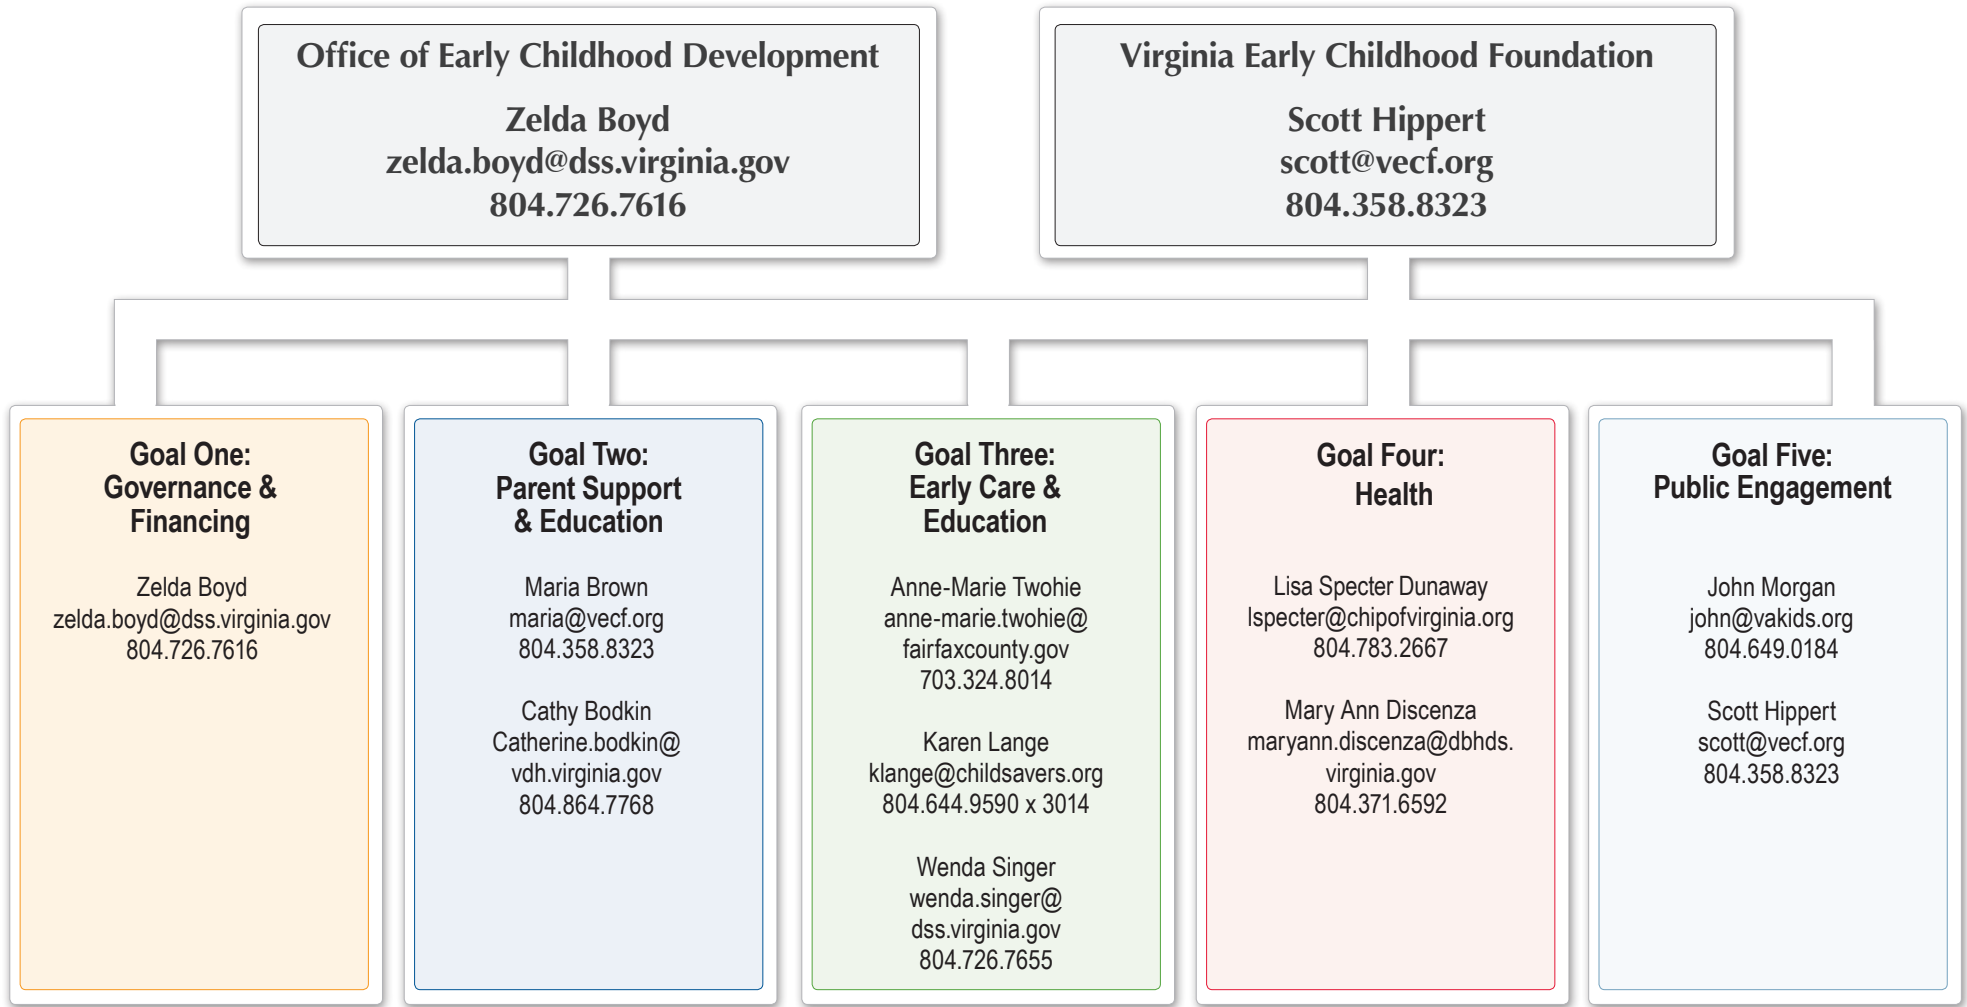 Office of Early Childhood Development
Zelda Boyd
zelda.boyd@dss.virginia.gov
804.726.7616
Virginia Early Childhood Foundation
Scott Hippert
scott@vecf.org
804.358.8323
Goal One:
Governance &
Financing
Zelda Boyd
zelda.boyd@dss.virginia.gov
804.726.7616
Goal Two:
Parent Support
& Education
Maria Brown
maria@vecf.org
804.358.8323
Cathy Bodkin
Catherine.bodkin@
vdh.virginia.gov
804.864.7768
Goal Three:
Early Care &
Education
Anne-Marie Twohie
anne-marie.twohie@
fairfaxcounty.gov
703.324.8014
Karen Lange
klange@childsavers.org
804.644.9590 x 3014
Wenda Singer
wenda.singer@
dss.virginia.gov
804.726.7655
Goal Four:
Health
Lisa Specter Dunaway
lspecter@chipofvirginia.org
804.783.2667
Mary Ann Discenza
maryann.discenza@dbhds.
virginia.gov
804.371.6592
Goal Five:
Public Engagement
John Morgan
john@vakids.org
804.649.0184
Scott Hippert
scott@vecf.org
804.358.8323